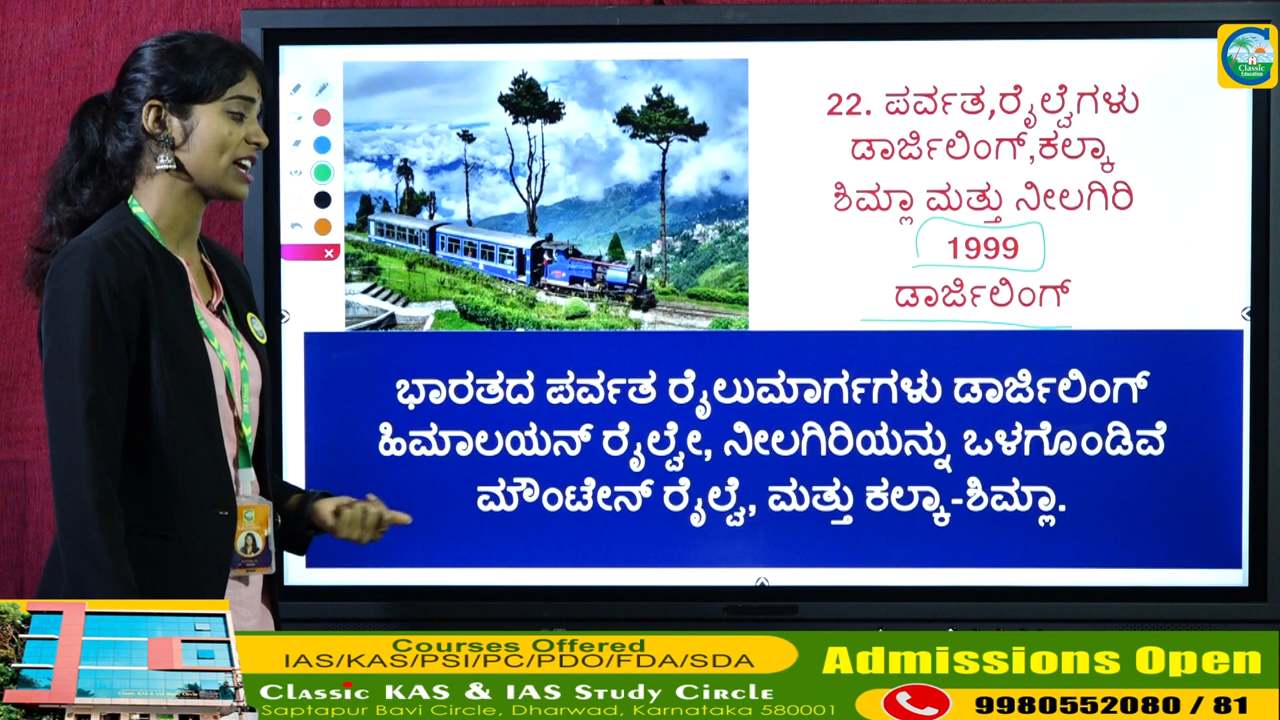 Classic
Education
22. ಪರ್ವತ,ರೈಲ್ವೆಗಳು
ಡಾರ್ಜಿಲಿಂಗ್,ಕಲ್ಕಾ
ಶಿಮ್ಲಾ ಮತ್ತು ನೀಲಗಿರಿ
1999
ಡಾರ್ಜಿಲಿಂಗ್
ಭಾರತದ ಪರ್ವತ ರೈಲುಮಾರ್ಗಗಳು ಡಾರ್ಜಿಲಿಂಗ್
ಹಿಮಾಲಯನ್ ರೈಲ್ವೇ, ನೀಲಗಿರಿಯನ್ನು ಒಳಗೊಂಡಿವೆ
ಮೌಂಟೇನ್ ರೈಲ್ವೆ, ಮತ್ತು ಕಲ್ಕಾ-ಶಿಮ್ಲಾ.
Courses Offered
IAS/KAS/PSI/PC/PDO/FDA/SDA
Classic KAS & IAS Study Circle
Saptapur Bavi Circle, Dharwad, Karnataka 580001
Admissions Open
9980552080 / 81